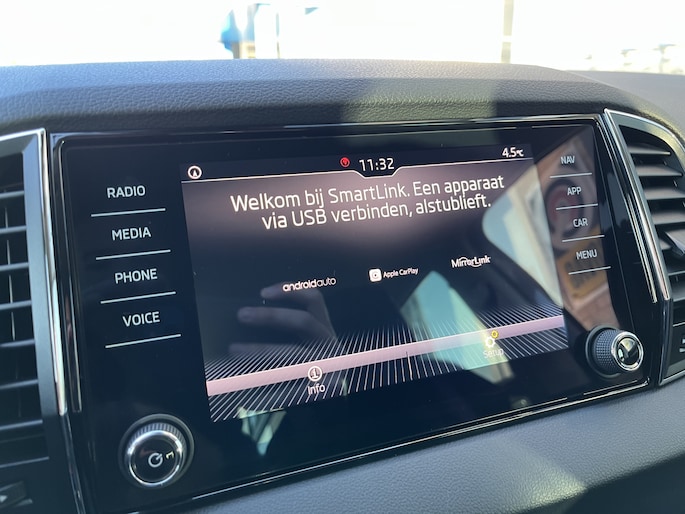 11:32
4.5°C
Welkom bij SmartLink. Een apparaat
via USB verbinden, alstublieft.
androidauto
Apple CarPlay
MirrorLink
Info
Setup
RADIO
MEDIA
PHONE
VOICE
NAV
APP
CAR
MENU